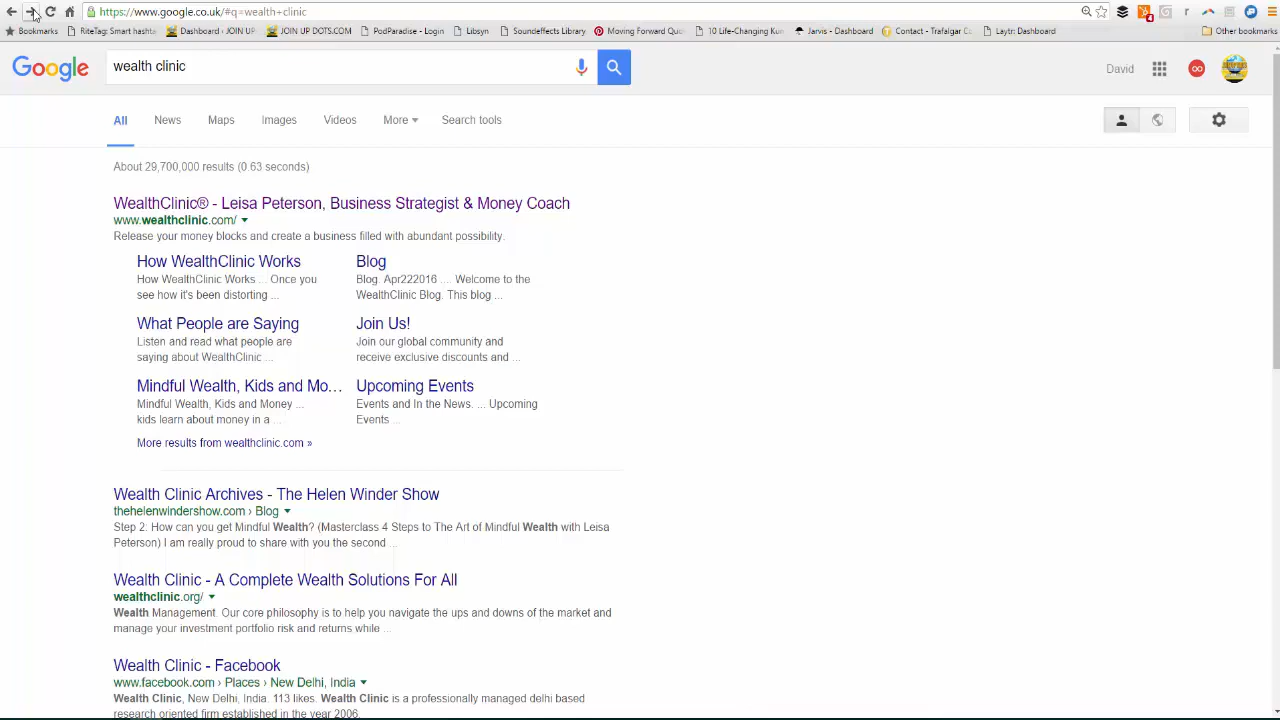 https://www.google.co.uk/#q=wealth+clinic
Bookmarks RiteTag: Smart hashta Dashboard | JOIN UP JOIN UP DOTS.COM PodParadise - Login Libsyn Soundeffects Library Moving Forward Quo 10 Life-Changing Kun Jarvis - Dashboard Contact - Trafalgar C Laytr: Dashboard Other bookmarks
Google wealth clinic David
All News Maps Images Videos More Search tools
About 29,700,000 results (0.63 seconds)
WealthClinic® - Leisa Peterson, Business Strategist & Money Coach
www.wealthclinic.com/
Release your money blocks and create a business filled with abundant possibility.
How WealthClinic Works
How WealthClinic Works ... Once you
see how it's been distorting ...
Blog
Blog. Apr222016 .... Welcome to the
WealthClinic Blog. This blog ...
What People are Saying
Listen and read what people are
saying about WealthClinic ...
Join Us!
Join our global community and
receive exclusive discounts and ...
Mindful Wealth, Kids and Mo...
Mindful Wealth, Kids and Money ...
kids learn about money in a ...
Upcoming Events
Events and In the News. ... Upcoming
Events ...
More results from wealthclinic.com »
Wealth Clinic Archives - The Helen Winder Show
thehelenwindershow.com › Blog
Step 2: How can you get Mindful Wealth? (Masterclass 4 Steps to The Art of Mindful Wealth with Leisa
Peterson) I am really proud to share with you the second ...
Wealth Clinic - A Complete Wealth Solutions For All
wealthclinic.org/
Wealth Management. Our core philosophy is to help you navigate the ups and downs of the market and
manage your investment portfolio risk and returns while ...
Wealth Clinic - Facebook
www.facebook.com › Places › New Delhi, India
Wealth Clinic, New Delhi, India. 113 likes. Wealth Clinic is a professionally managed delhi based
research oriented firm established in the year 2006.